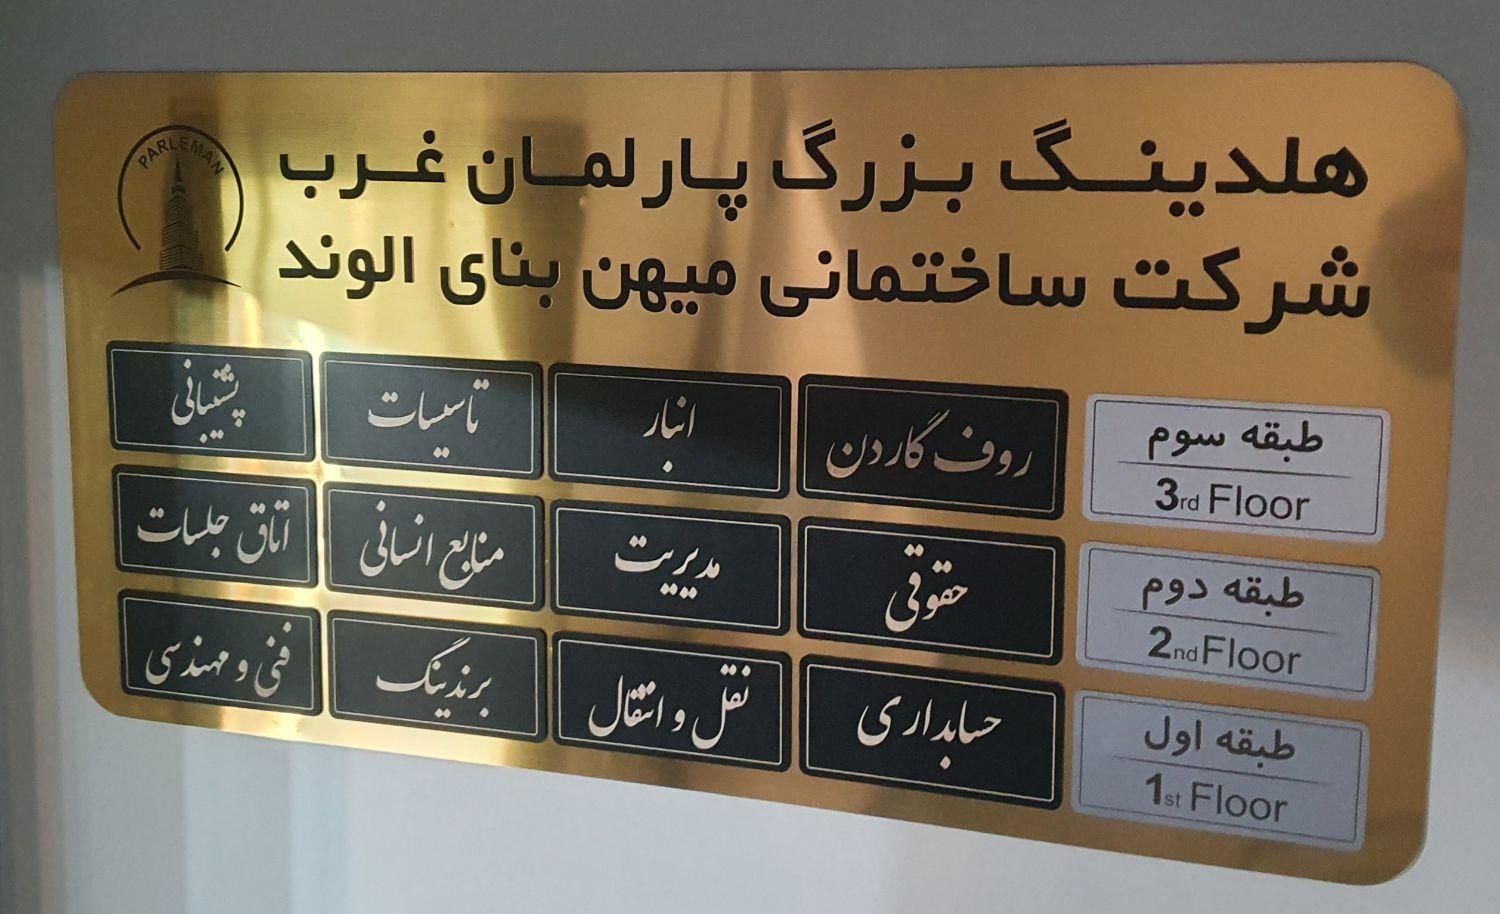 هلدینگ بزرگ پارلمان غرب
شرکت ساختمانی میهن بنای الوند
PARLEMAN
طبقه سوم
3rd Floor
روف گاردن
انبار
تاسیسات
پشتیبانی
طبقه دوم
2nd Floor
حقوقی
مدیریت
منابع انسانی
اتاق جلسات
طبقه اول
1st Floor
حسابداری
نقل و انتقال
برندینگ
فنی و مهندسی